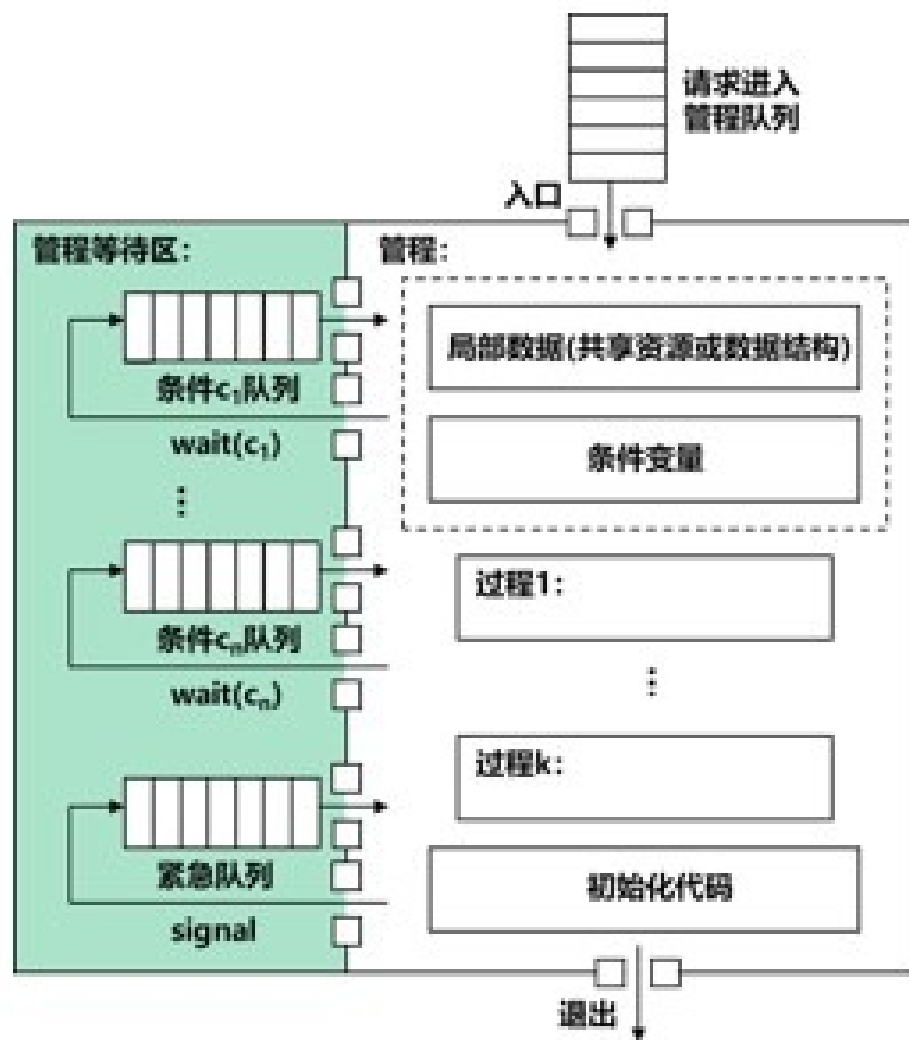 请求进入
管程队列
入口
管程等待区：
管程：
局部数据(共享资源或数据结构)
条件c₁队列
wait(c₁)
条件变量
⋮
过程1：
条件cₙ队列
wait(cₙ)
⋮
过程k：
紧急队列
初始化代码
signal
退出